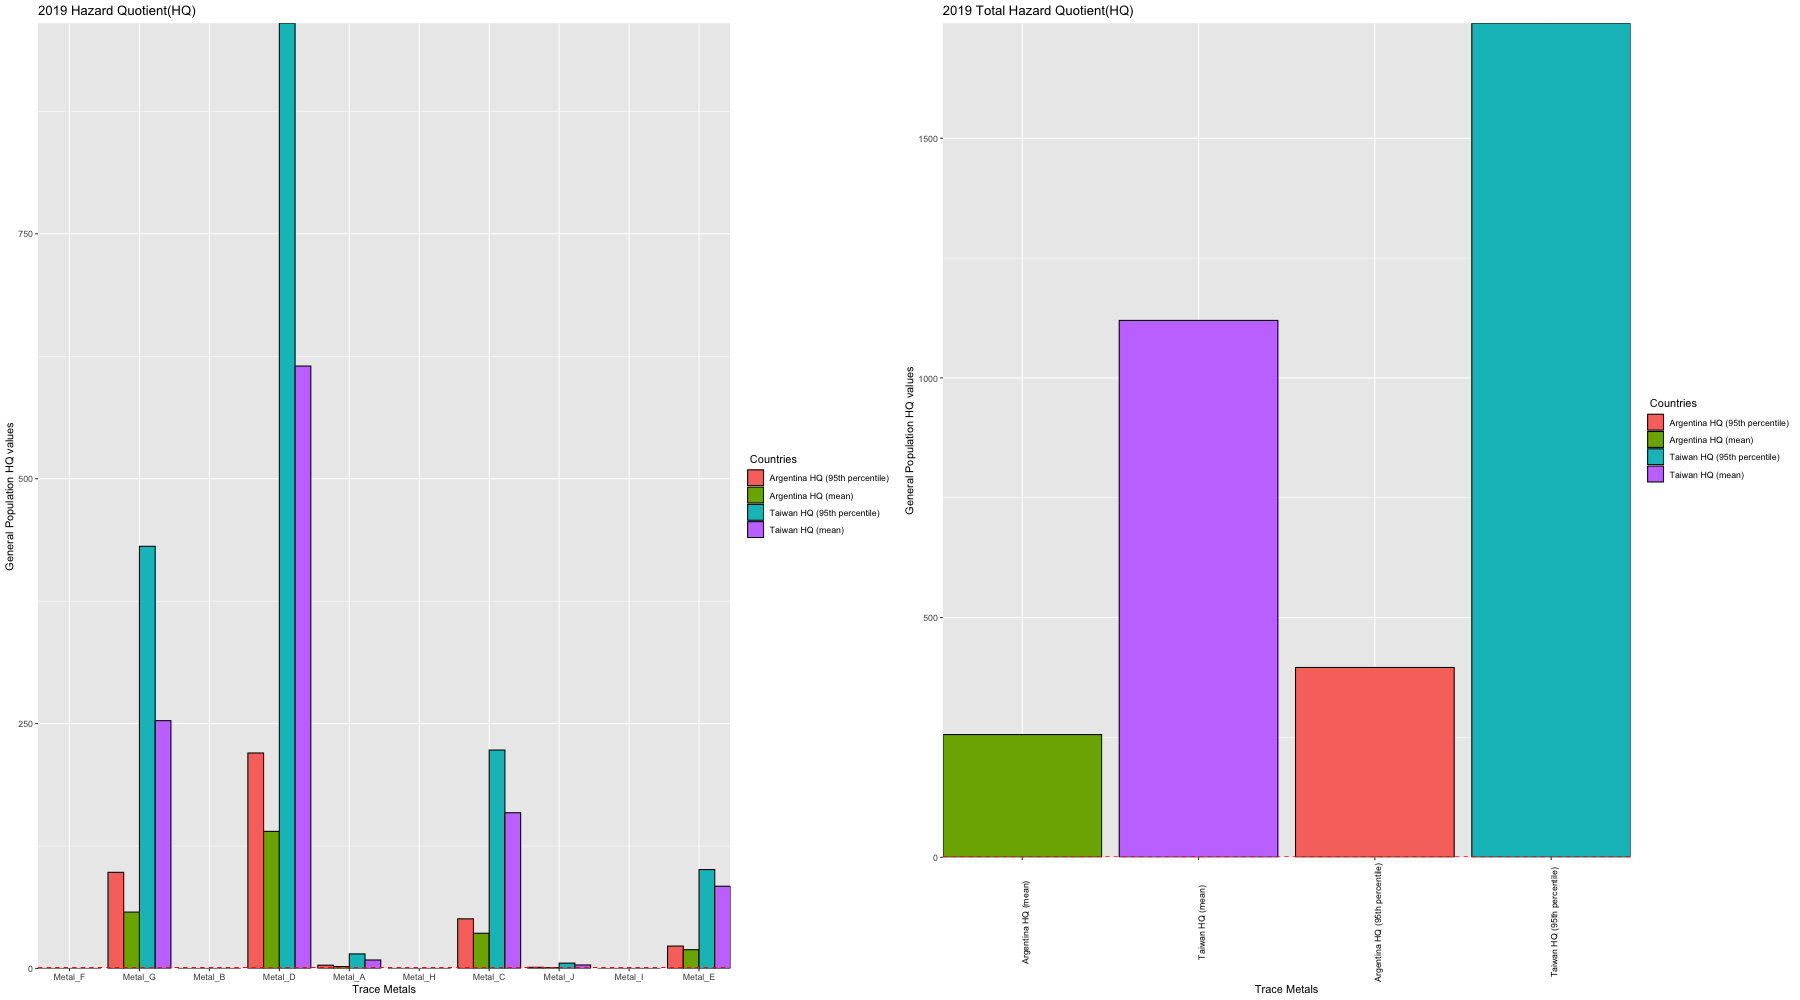 2019 Hazard Quotient(HQ)
General Population HQ values
750
500
250
0
Metal_F Metal_G Metal_B Metal_D Metal_A Metal_H Metal_C Metal_J Metal_I Metal_E
Trace Metals
Countries
Argentina HQ (95th percentile)
Argentina HQ (mean)
Taiwan HQ (95th percentile)
Taiwan HQ (mean)
2019 Total Hazard Quotient(HQ)
General Population HQ values
1500
1000
500
0
Argentina HQ (mean)
Taiwan HQ (mean)
Argentina HQ (95th percentile)
Taiwan HQ (95th percentile)
Trace Metals
Countries
Argentina HQ (95th percentile)
Argentina HQ (mean)
Taiwan HQ (95th percentile)
Taiwan HQ (mean)